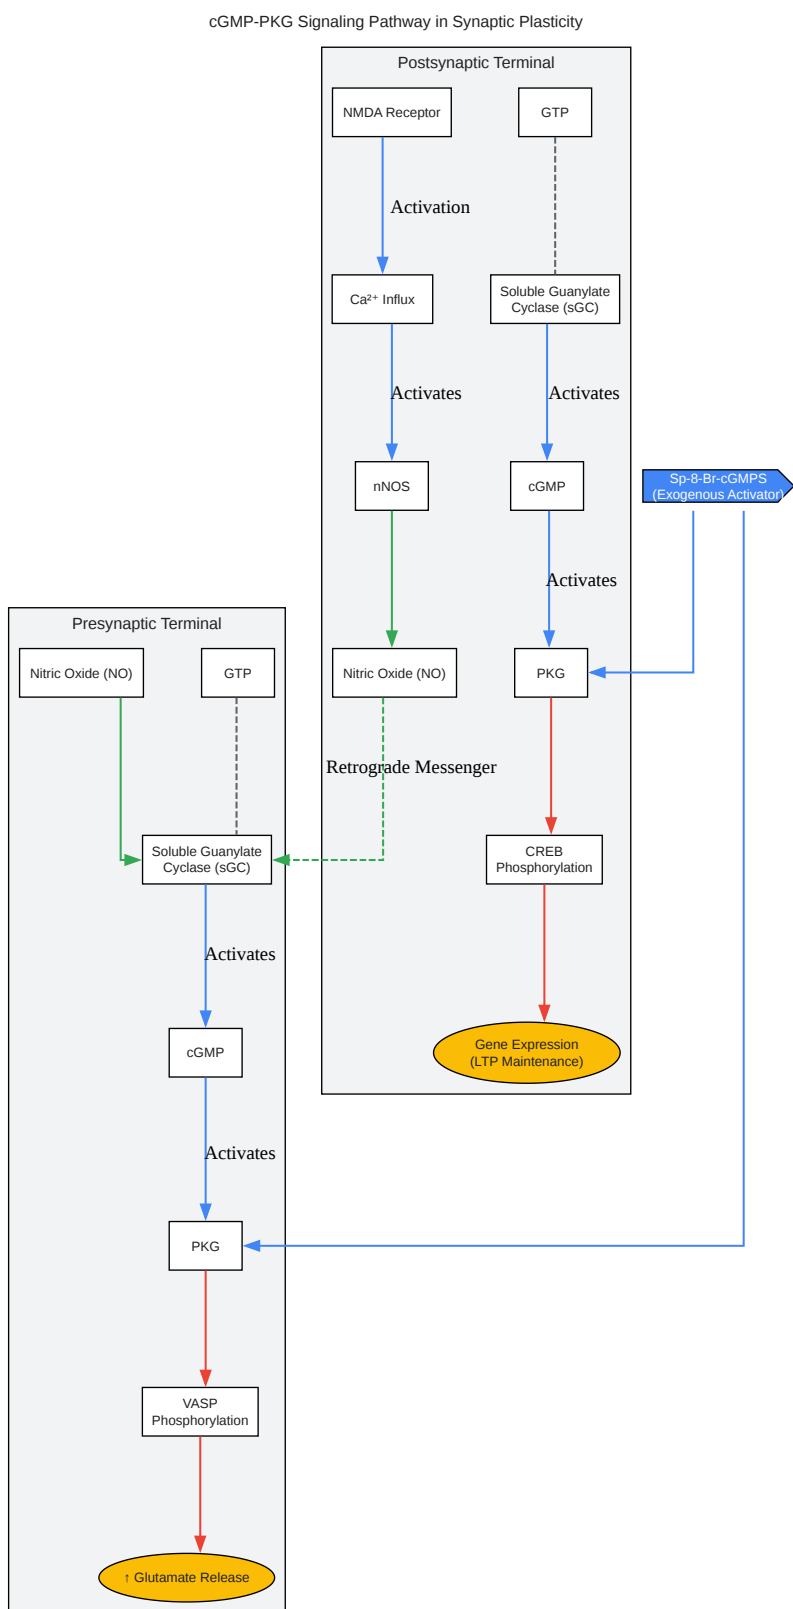 cGMP-PKG Signaling Pathway in Synaptic Plasticity
Postsynaptic Terminal
NMDA Receptor
GTP
Activation
Ca²⁺ Influx
Soluble Guanylate
Cyclase (sGC)
Activates
Activates
nNOS
cGMP
Sp-8-Br-cGMPS
(Exogenous Activator)
Activates
Presynaptic Terminal
Nitric Oxide (NO)
GTP
Nitric Oxide (NO)
PKG
Retrograde Messenger
Soluble Guanylate
Cyclase (sGC)
CREB
Phosphorylation
Activates
cGMP
Gene Expression
(LTP Maintenance)
Activates
PKG
VASP
Phosphorylation
↑ Glutamate Release